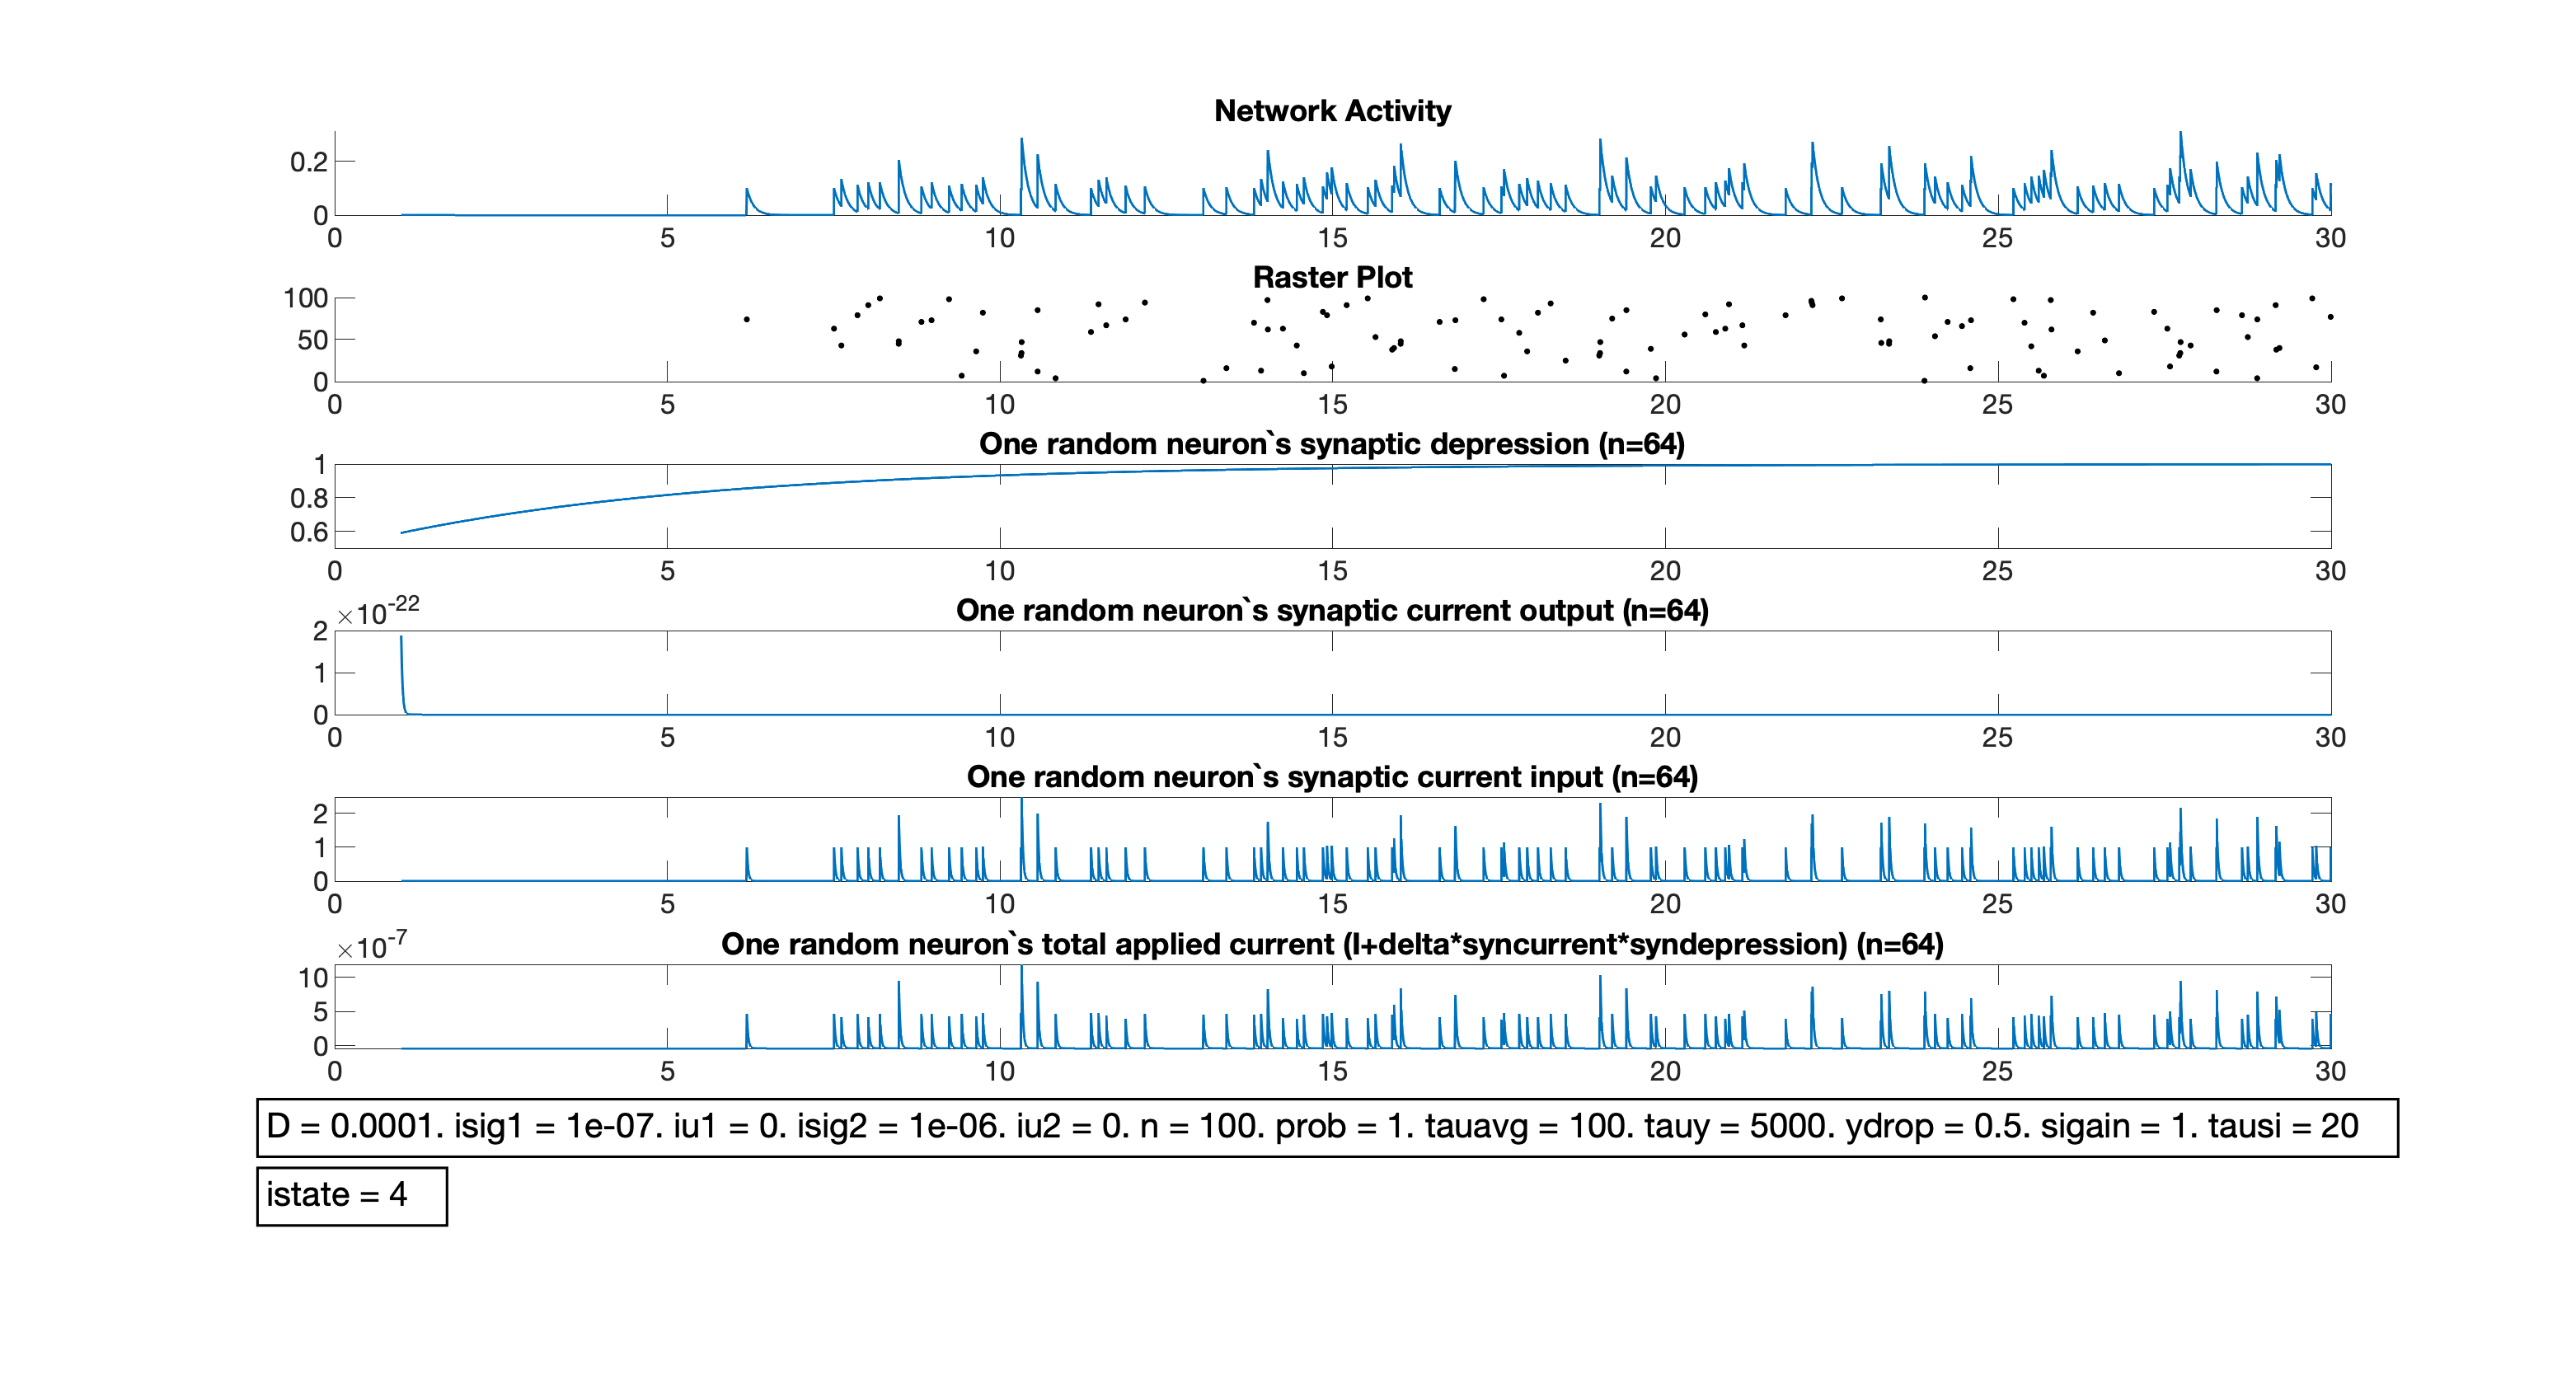 Network Activity
0.2
0
0 5 10 15 20 25 30
Raster Plot
100
50
0
0 5 10 15 20 25 30
One random neuron`s synaptic depression (n=64)
1
0.8
0.6
0 5 10 15 20 25 30
×10-22
One random neuron`s synaptic current output (n=64)
2
1
0
0 5 10 15 20 25 30
One random neuron`s synaptic current input (n=64)
2
1
0
0 5 10 15 20 25 30
×10-7
One random neuron`s total applied current (I+delta*syncurrent*syndepression) (n=64)
10
5
0
0 5 10 15 20 25 30
D = 0.0001. isig1 = 1e-07. iu1 = 0. isig2 = 1e-06. iu2 = 0. n = 100. prob = 1. tauavg = 100. tauy = 5000. ydrop = 0.5. sigain = 1. tausi = 20
istate = 4